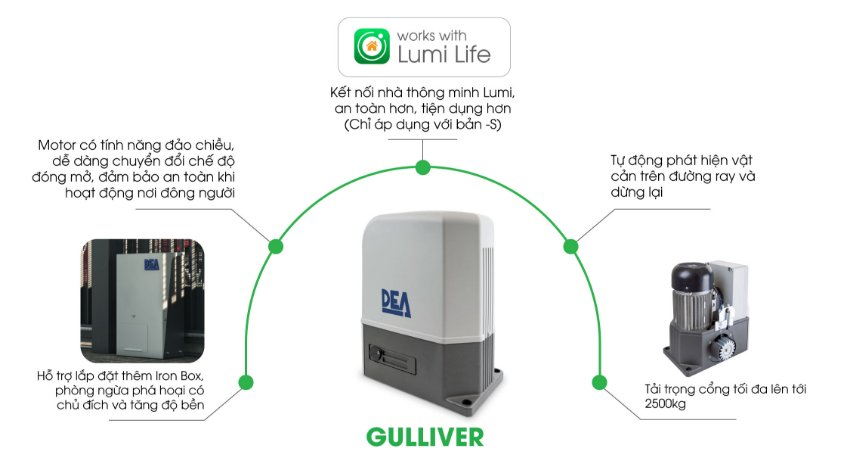 works with
Lumi Life
Kết nối nhà thông minh Lumi,
an toàn hơn, tiện dụng hơn
(Chỉ áp dụng với bản -S)
Motor có tính năng đảo chiều,
dễ dàng chuyển đổi chế độ
đóng mở, đảm bảo an toàn khi
hoạt động nơi đông người
Tự động phát hiện vật
cản trên đường ray và
dừng lại
DEA
DEA
Hỗ trợ lắp đặt thêm Iron Box,
phòng ngừa phá hoại có
chủ đích và tăng độ bền
Tải trọng cổng tối đa lên tới
2500kg
GULLIVER